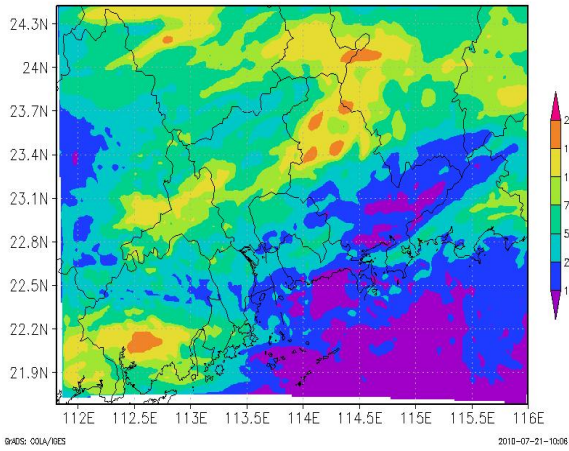 24.3N
24N
23.7N
23.4N
23.1N
22.8N
22.5N
22.2N
21.9N
2
1
1
7
5
2
1
112E 112.5E 113E 113.5E 114E 114.5E 115E 115.5E 116E
GrADS: COLA/IGES 2010-07-21-10:06